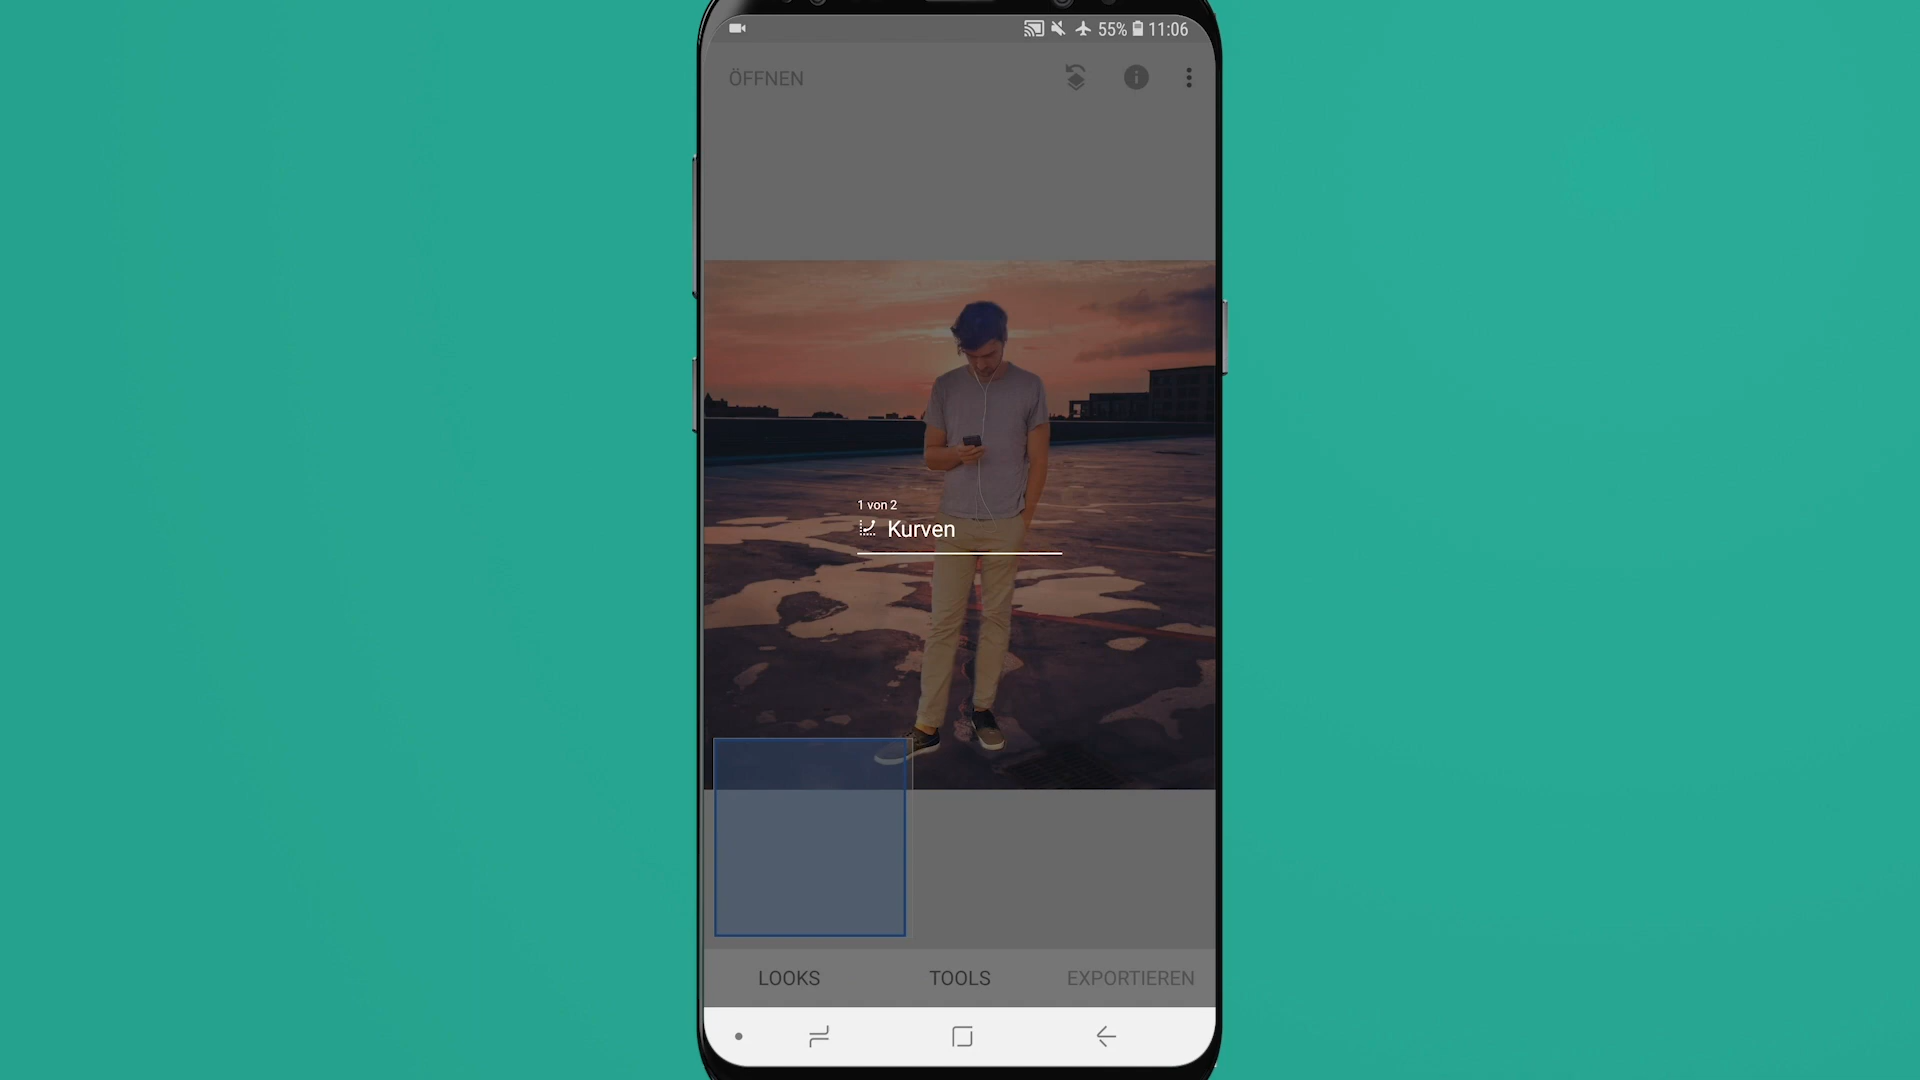 55% 11:06
ÖFFNEN
1 von 2
Kurven
LOOKS TOOLS EXPORTIEREN